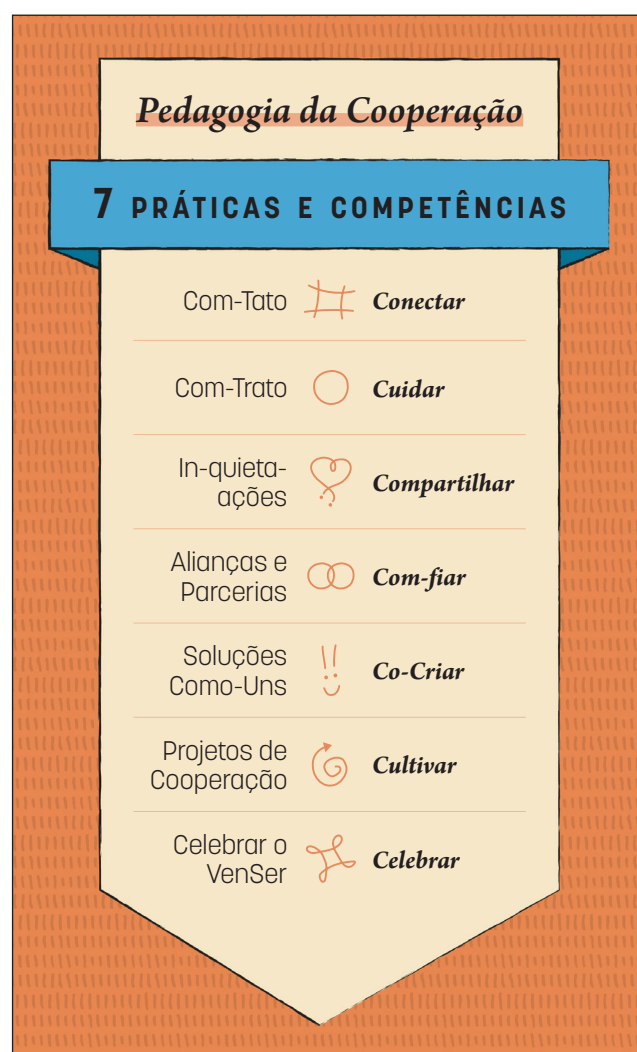 Pedagogia da Cooperação
7 PRÁTICAS E COMPETÊNCIAS
Com-Tato Conectar
Com-Trato Cuidar
In-quieta-
ações
Compartilhar
Alianças e
Parcerias
Com-fiar
Soluções
Como-Uns
Co-Criar
Projetos de
Cooperação
Cultivar
Celebrar o
VenSer
Celebrar